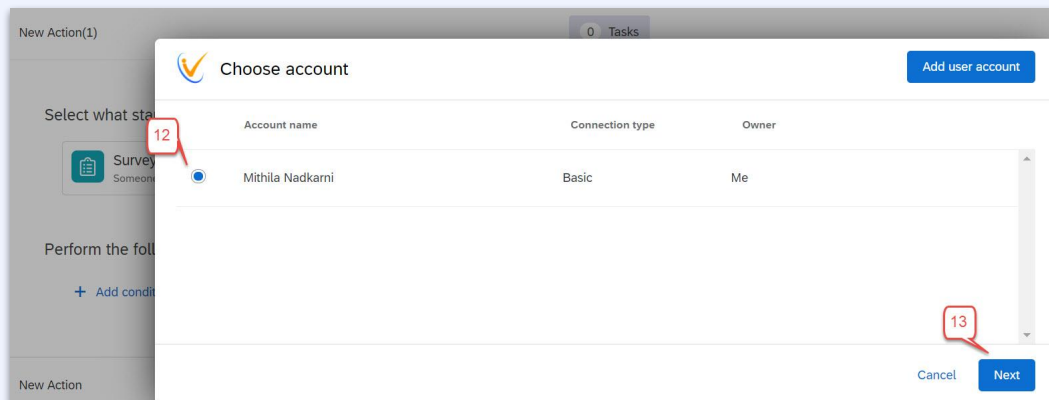 New Action(1)
0 Tasks
Choose account
Add user account
Select what sta
12
Account name
Connection type
Owner
Survey
Someone
Mithila Nadkarni
Basic
Me
Perform the foll
+ Add condit
13
Cancel
Next
New Action